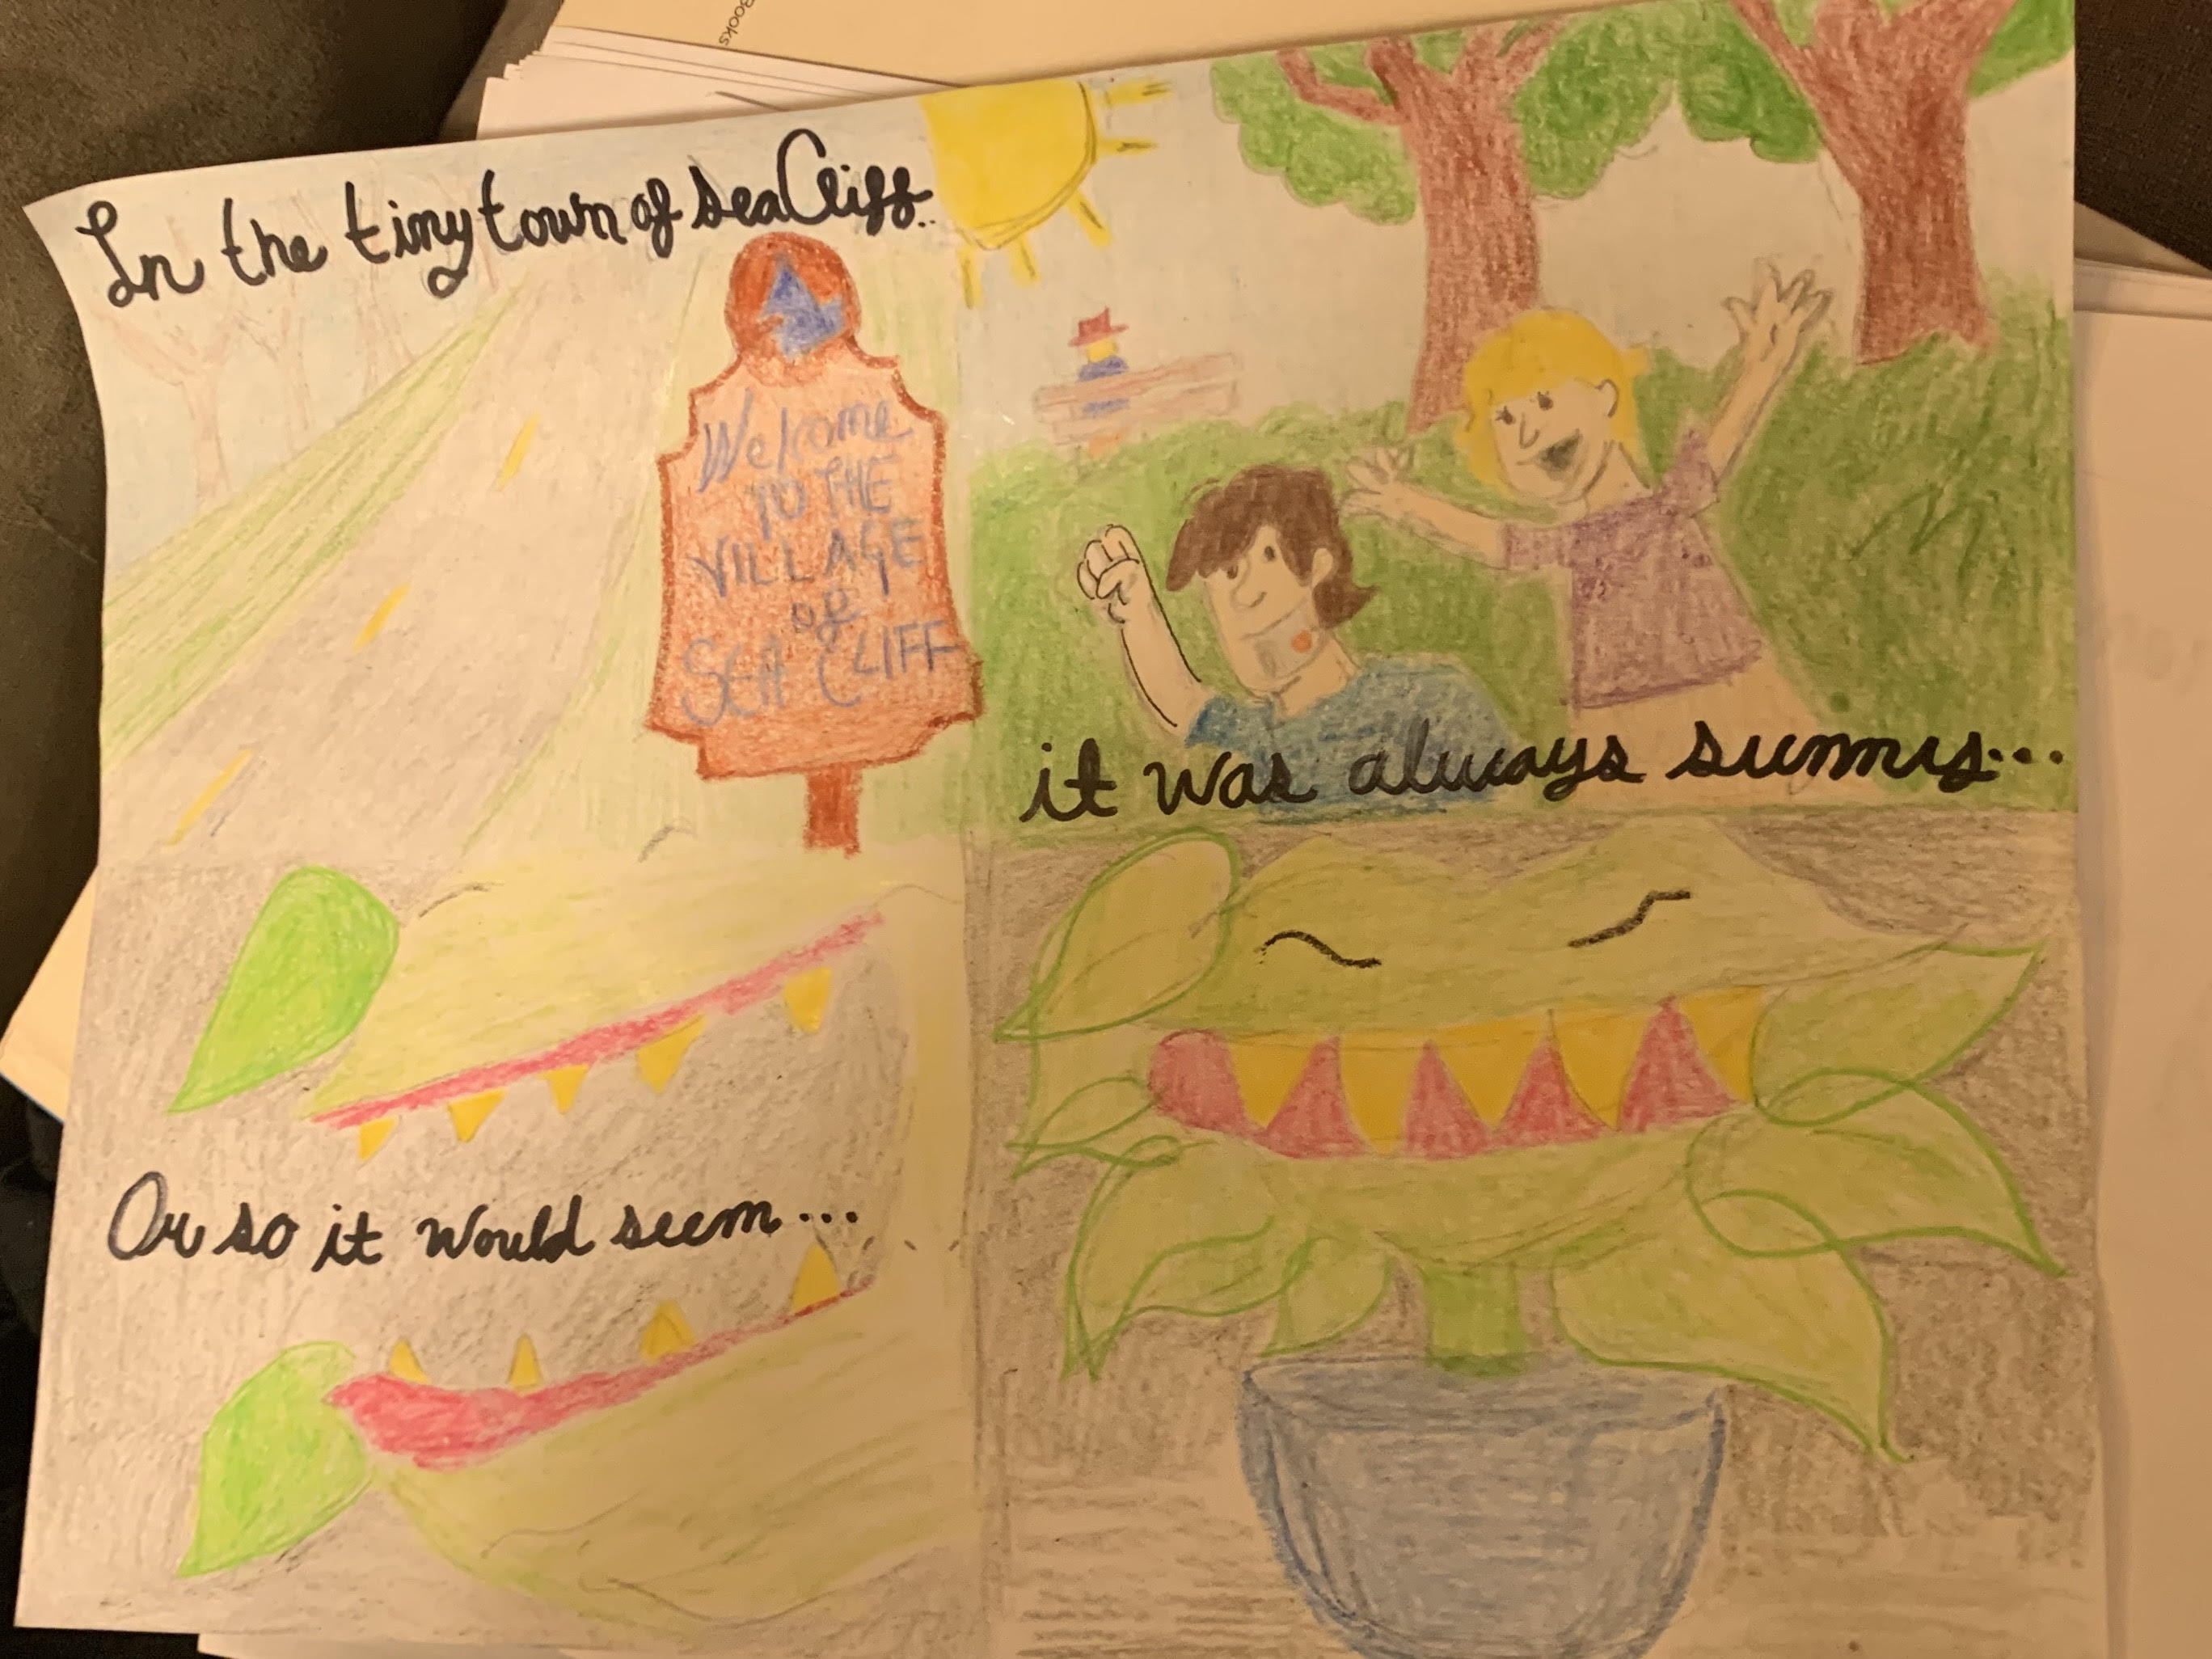 Books
In the tiny town of sea Cliff..
Welcome
TO THE
VILLAGE
of
SEA CLIFF
it was always sunny...
Or so it would seem...